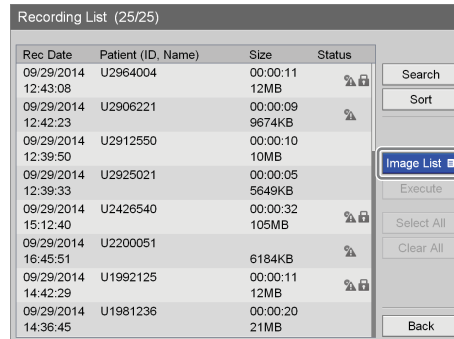 Recording List (25/25)
Rec Date Patient (ID, Name) Size Status
09/29/2014 U2964004 00:00:11
12:43:08 12MB
09/29/2014 U2906221 00:00:09
12:42:23 9674KB
09/29/2014 U2912550 00:00:10
12:39:50 10MB
09/29/2014 U2925021 00:00:05
12:39:33 5649KB
09/29/2014 U2426540 00:00:32
15:12:40 105MB
09/29/2014 U2200051
16:45:51 6184KB
09/29/2014 U1992125 00:00:11
14:42:29 12MB
09/29/2014 U1981236 00:00:20
14:36:45 21MB
Search
Sort
Image List
Execute
Select All
Clear All
Back